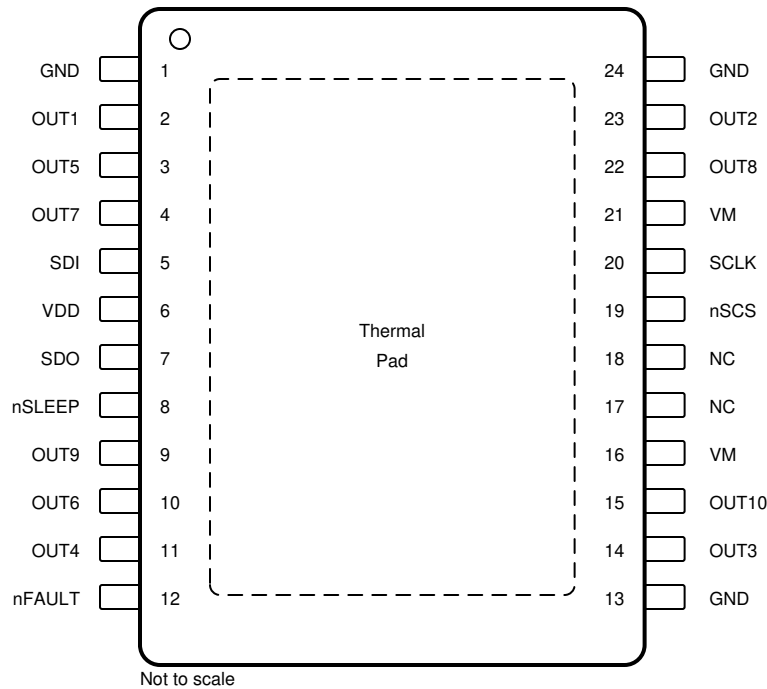 GND 1 24 GND
OUT1 2 23 OUT2
OUT5 3 22 OUT8
OUT7 4 21 VM
SDI 5 20 SCLK
VDD 6 19 nSCS
Thermal
Pad
SDO 7 18 NC
nSLEEP 8 17 NC
OUT9 9 16 VM
OUT6 10 15 OUT10
OUT4 11 14 OUT3
nFAULT 12 13 GND
Not to scale